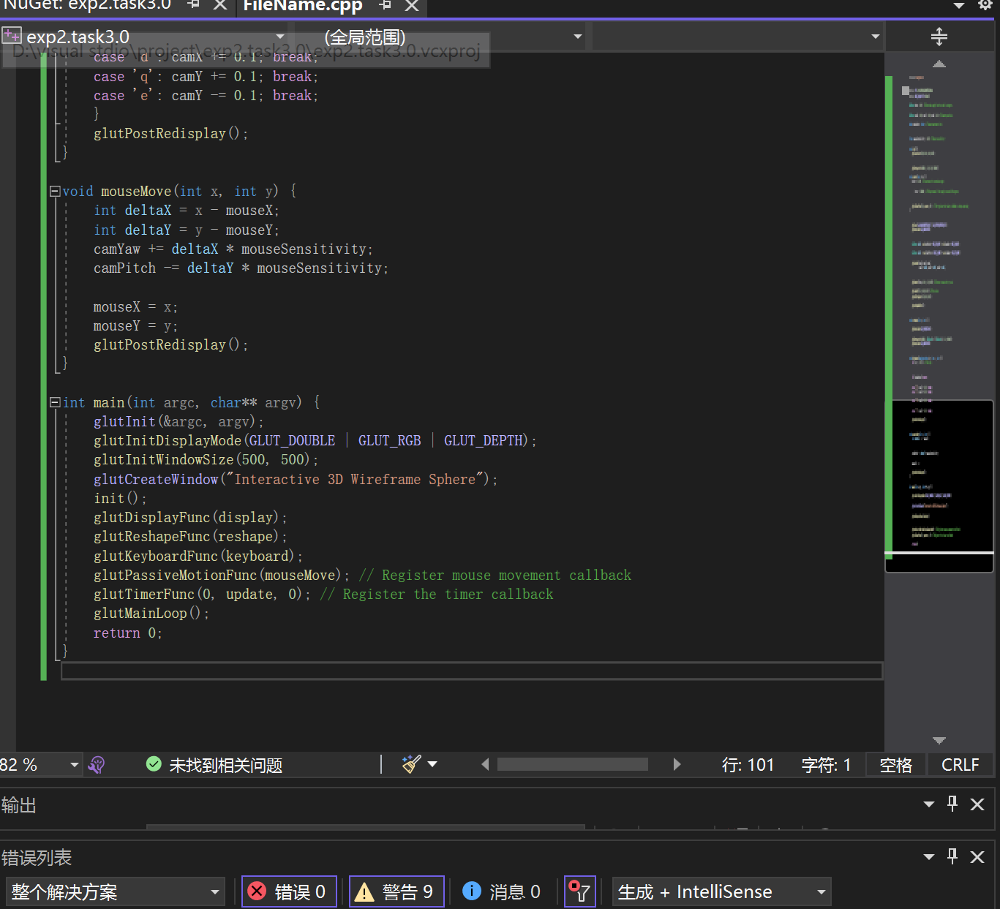 NuGet: exp2.task3.0
FileName.cpp
exp2.task3.0
(全局范围)
D:\visual stdio\project\exp2.task3.0\exp2.task3.0.vcxproj
case 'd': camX += 0.1; break;
case 'q': camY += 0.1; break;
case 'e': camY -= 0.1; break;
}
glutPostRedisplay();
}
void mouseMove(int x, int y) {
int deltaX = x - mouseX;
int deltaY = y - mouseY;
camYaw += deltaX * mouseSensitivity;
camPitch -= deltaY * mouseSensitivity;
mouseX = x;
mouseY = y;
glutPostRedisplay();
}
int main(int argc, char** argv) {
glutInit(&argc, argv);
glutInitDisplayMode(GLUT_DOUBLE | GLUT_RGB | GLUT_DEPTH);
glutInitWindowSize(500, 500);
glutCreateWindow("Interactive 3D Wireframe Sphere");
init();
glutDisplayFunc(display);
glutReshapeFunc(reshape);
glutKeyboardFunc(keyboard);
glutPassiveMotionFunc(mouseMove); // Register mouse movement callback
glutTimerFunc(0, update, 0); // Register the timer callback
glutMainLoop();
return 0;
}
82 %
未找到相关问题
行: 101
字符: 1
空格
CRLF
输出
错误列表
整个解决方案
错误 0
警告 9
消息 0
生成 + IntelliSense